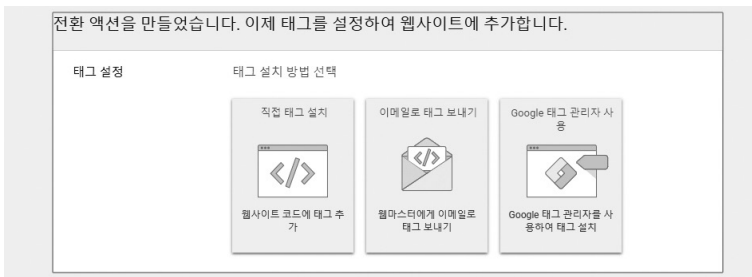 전환 액션을 만들었습니다. 이제 태그를 설정하여 웹사이트에 추가합니다.
태그 설정
태그 설치 방법 선택
직접 태그 설치
</>
웹사이트 코드에 태그 추
가
이메일로 태그 보내기
</>
웹마스터에게 이메일로
태그 보내기
Google 태그 관리자 사
용
Google 태그 관리자를 사
용하여 태그 설치